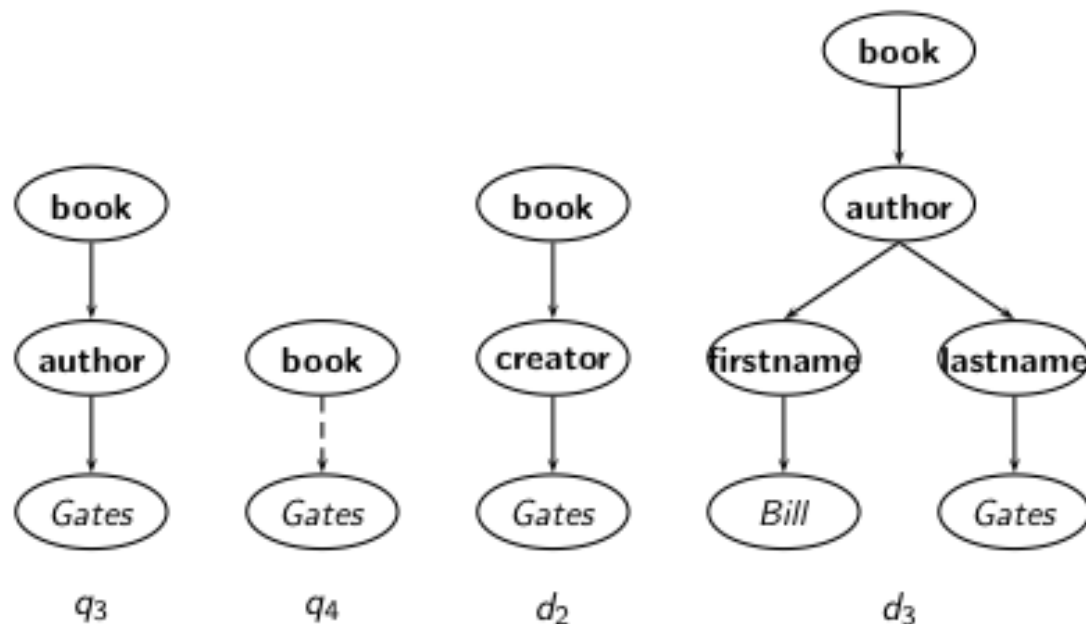 book
book book author
author book creator firstname lastname
Gates Gates Gates Bill Gates
q3 q4 d2 d3